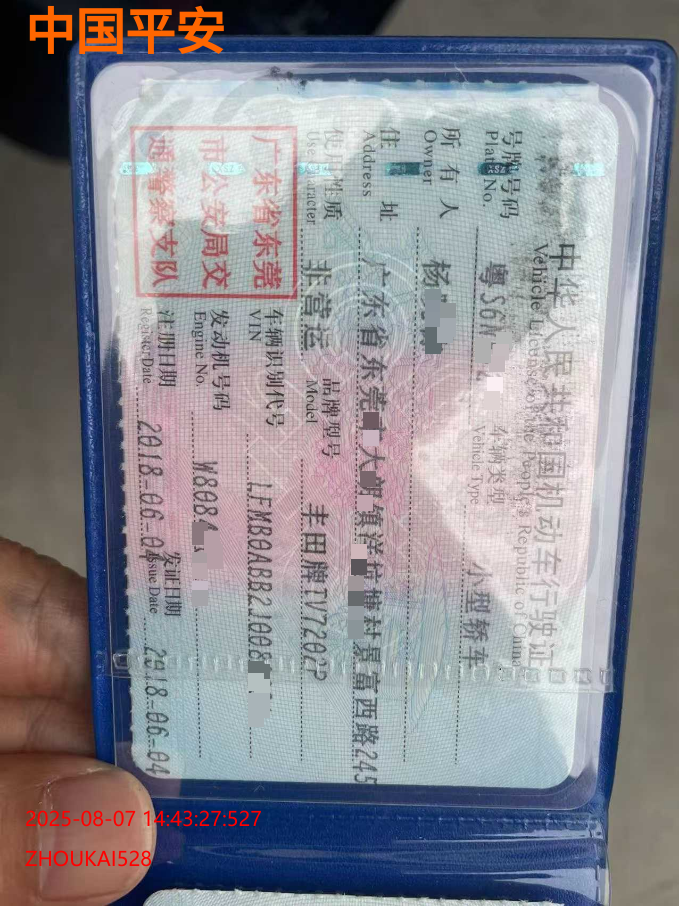 中国平安
中华人民共和国机动车行驶证
Vehicle License of the People's Republic of China
号牌号码 粤S6 车辆类型 小型轿车
Plate No. Vehicle Type
所有人 杨
Owner
住址 广东省东莞市大朗镇洋 村景富西路245
Address
使用性质 非营运 品牌型号 丰田牌TV7202P
Use Character Model
广东省东莞
市公安局交
通警察支队
车辆识别代号 LFM80ABB21008
VIN
发动机号码 W8084
Engine No.
注册日期 2018-06-04 发证日期 2018-06-04
Register Date Issue Date
2025-08-07 14:43:27:527
ZHOUKAI528